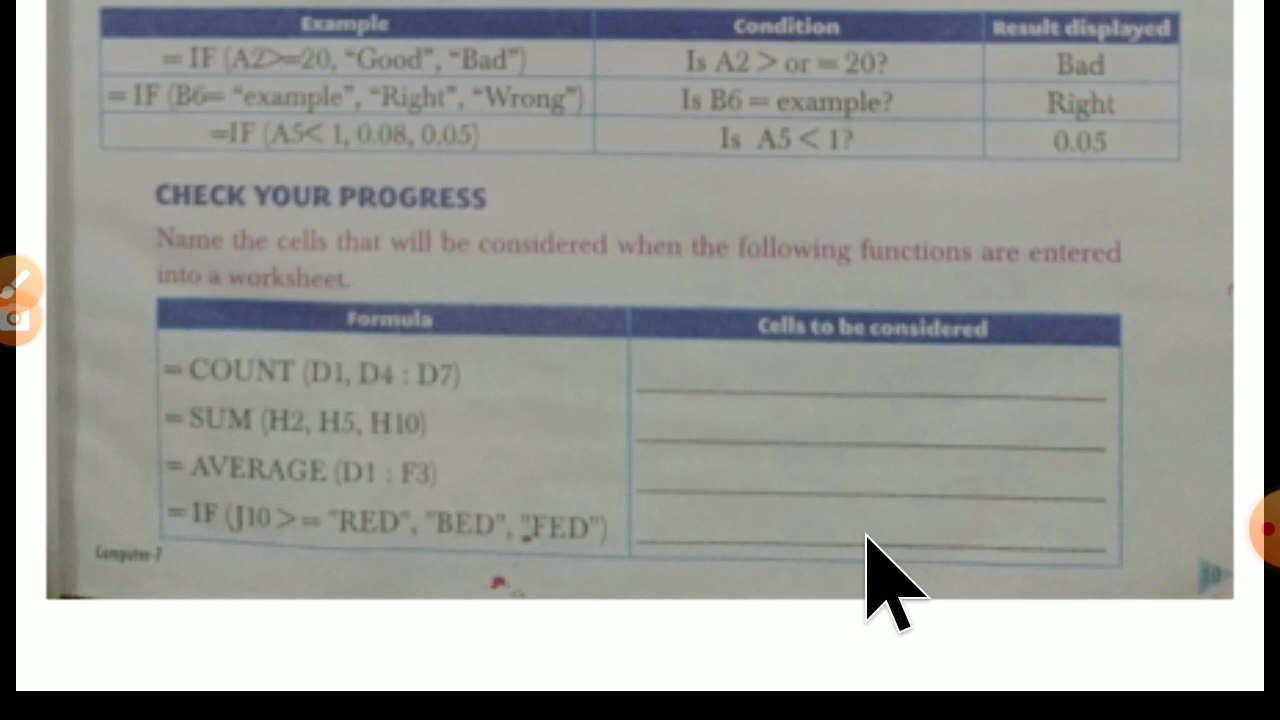 Example Condition Result displayed
= IF (A2>=20, “Good”, “Bad”) Is A2 > or = 20? Bad
= IF (B6= “example”, “Right”, “Wrong”) Is B6 = example? Right
=IF (A5< 1, 0.08, 0.05) Is A5 < 1? 0.05
CHECK YOUR PROGRESS
Name the cells that will be considered when the following functions are entered
into a worksheet.
Formula Cells to be considered
= COUNT (D1, D4 : D7)
= SUM (H2, H5, H10)
= AVERAGE (D1 : F3)
= IF (J10 > = "RED", "BED", "FED")
Computer-7